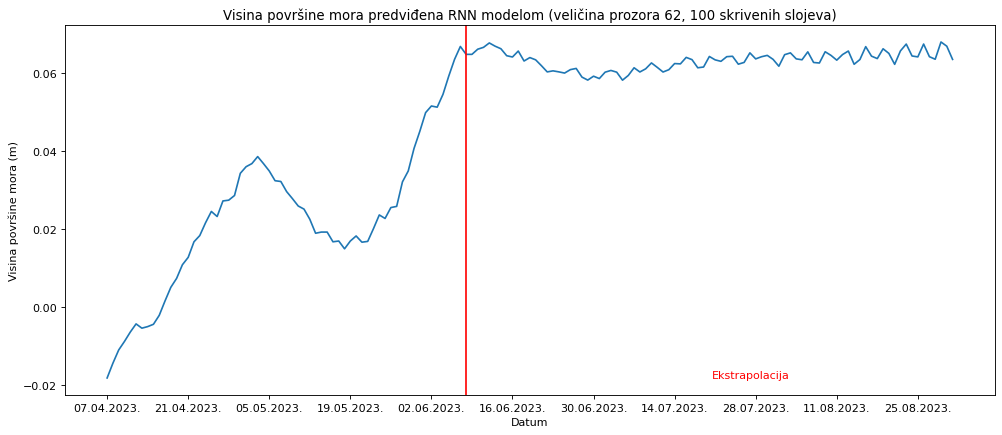 Visina površine mora predviđena RNN modelom (veličina prozora 62, 100 skrivenih slojeva)
Visina površine mora (m)
0.06
0.04
0.02
0.00
−0.02
Ekstrapolacija
07.04.2023. 21.04.2023. 05.05.2023. 19.05.2023. 02.06.2023. 16.06.2023. 30.06.2023. 14.07.2023. 28.07.2023. 11.08.2023. 25.08.2023.
Datum